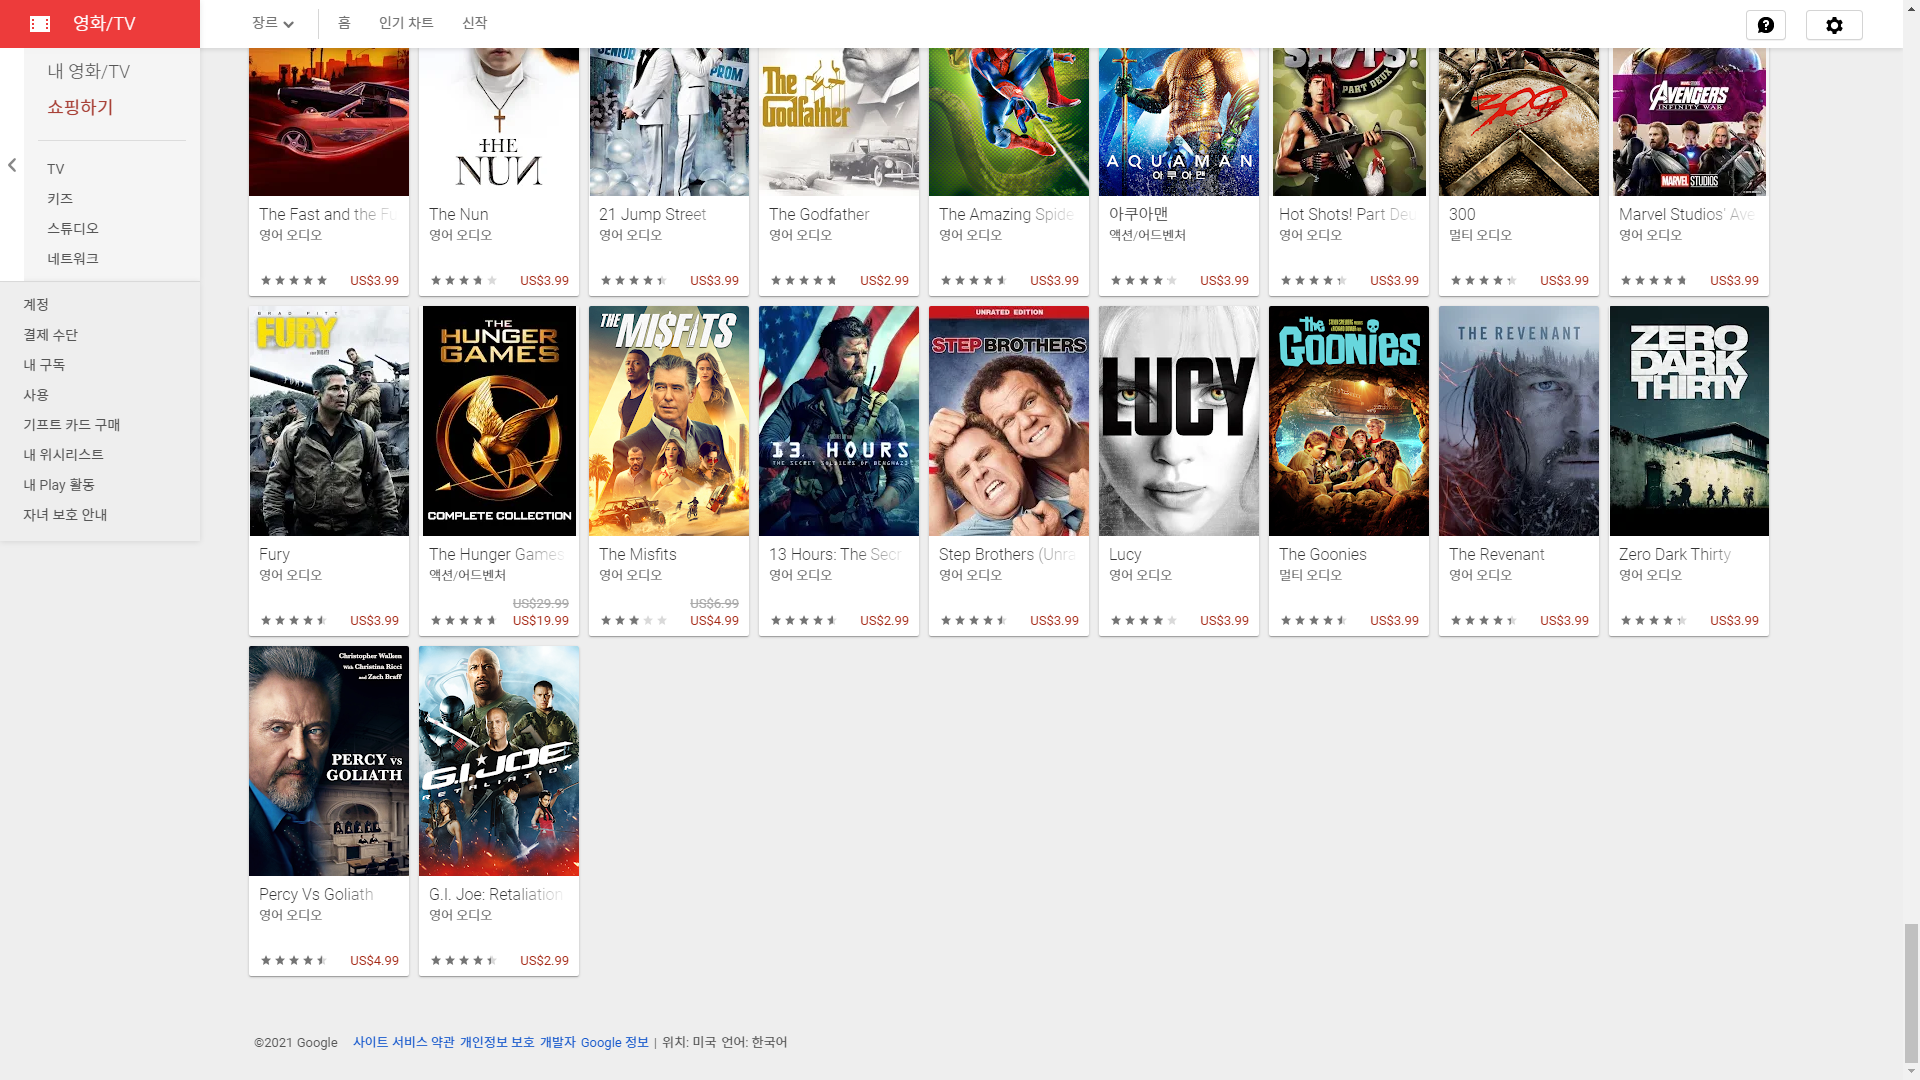 영화/TV
장르
홈
인기 차트
신작
내 영화/TV
쇼핑하기
TV
키즈
스튜디오
네트워크
계정
결제 수단
내 구독
사용
기프트 카드 구매
내 위시리스트
내 Play 활동
자녀 보호 안내
THE NUN
SENIOR PROM
The Godfather
AQUAMAN
아쿠아맨
SHOTS!
PART DEUX
300
AVENGERS
INFINITY WAR
MARVEL STUDIOS
The Fast and the Fu
영어 오디오
US$3.99
The Nun
영어 오디오
US$3.99
21 Jump Street
영어 오디오
US$3.99
The Godfather
영어 오디오
US$2.99
The Amazing Spide
영어 오디오
US$3.99
아쿠아맨
액션/어드벤처
US$3.99
Hot Shots! Part Deu
영어 오디오
US$3.99
300
멀티 오디오
US$3.99
Marvel Studios' Ave
영어 오디오
US$3.99
BRAD PITT
FURY
THE HUNGER GAMES
COMPLETE COLLECTION
THE MISFITS
13 HOURS
THE SECRET SOLDIERS OF BENGHAZI
UNRATED EDITION
STEP BROTHERS
LUCY
The Goonies
THE REVENANT
ZERO DARK THIRTY
Fury
영어 오디오
US$3.99
The Hunger Games
액션/어드벤처
US$29.99
US$19.99
The Misfits
영어 오디오
US$6.99
US$4.99
13 Hours: The Secr
영어 오디오
US$2.99
Step Brothers (Unra
영어 오디오
US$3.99
Lucy
영어 오디오
US$3.99
The Goonies
멀티 오디오
US$3.99
The Revenant
영어 오디오
US$3.99
Zero Dark Thirty
영어 오디오
US$3.99
Christopher Walken
With Christina Ricci
and Zach Braff
PERCY VS
GOLIATH
G.I. JOE
RETALIATION
Percy Vs Goliath
영어 오디오
US$4.99
G.I. Joe: Retaliation
영어 오디오
US$2.99
©2021 Google 사이트 서비스 약관 개인정보 보호 개발자 Google 정보 | 위치: 미국 언어: 한국어